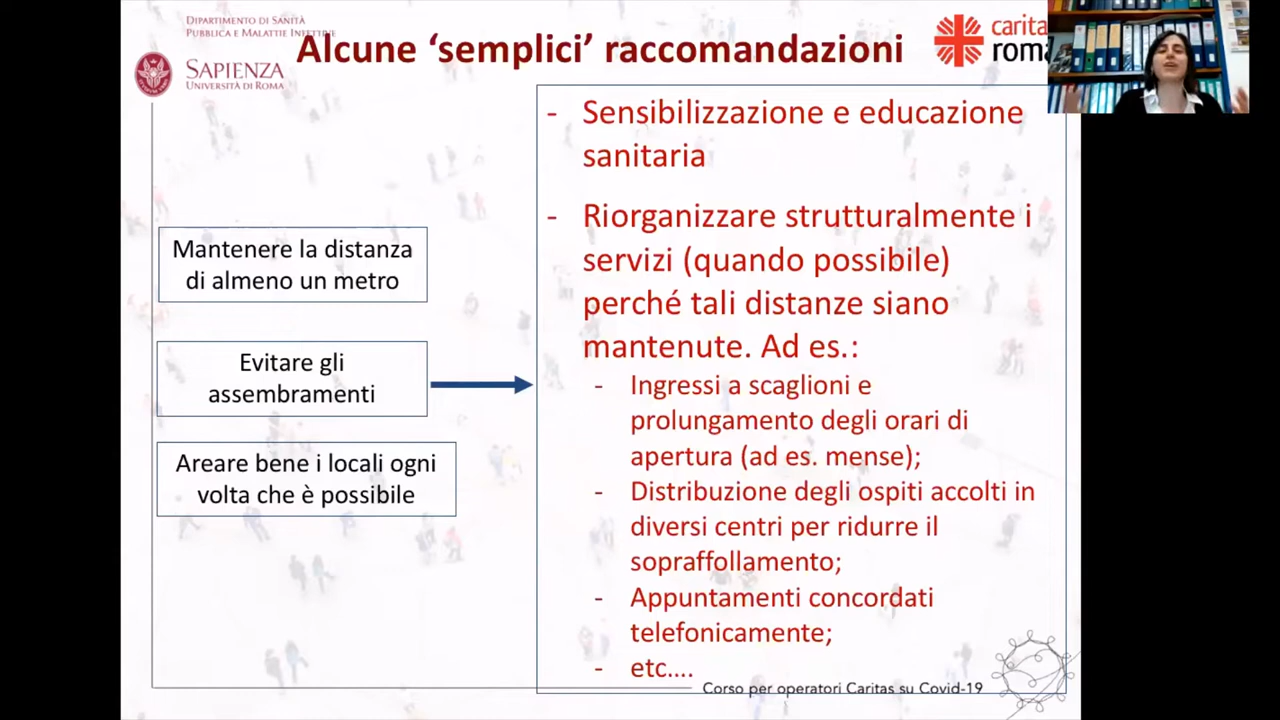 Dipartimento di Sanità
Pubblica e Malattie Infettive
Sapienza
Università di Roma
Alcune ‘semplici’ raccomandazioni
carita
roma
Mantenere la distanza
di almeno un metro
Evitare gli
assembramenti
Areare bene i locali ogni
volta che è possibile
- Sensibilizzazione e educazione
sanitaria
- Riorganizzare strutturalmente i
servizi (quando possibile)
perché tali distanze siano
mantenute. Ad es.:
- Ingressi a scaglioni e
prolungamento degli orari di
apertura (ad es. mense);
- Distribuzione degli ospiti accolti in
diversi centri per ridurre il
sopraffollamento;
- Appuntamenti concordati
telefonicamente;
- etc....
Corso per operatori Caritas su Covid-19